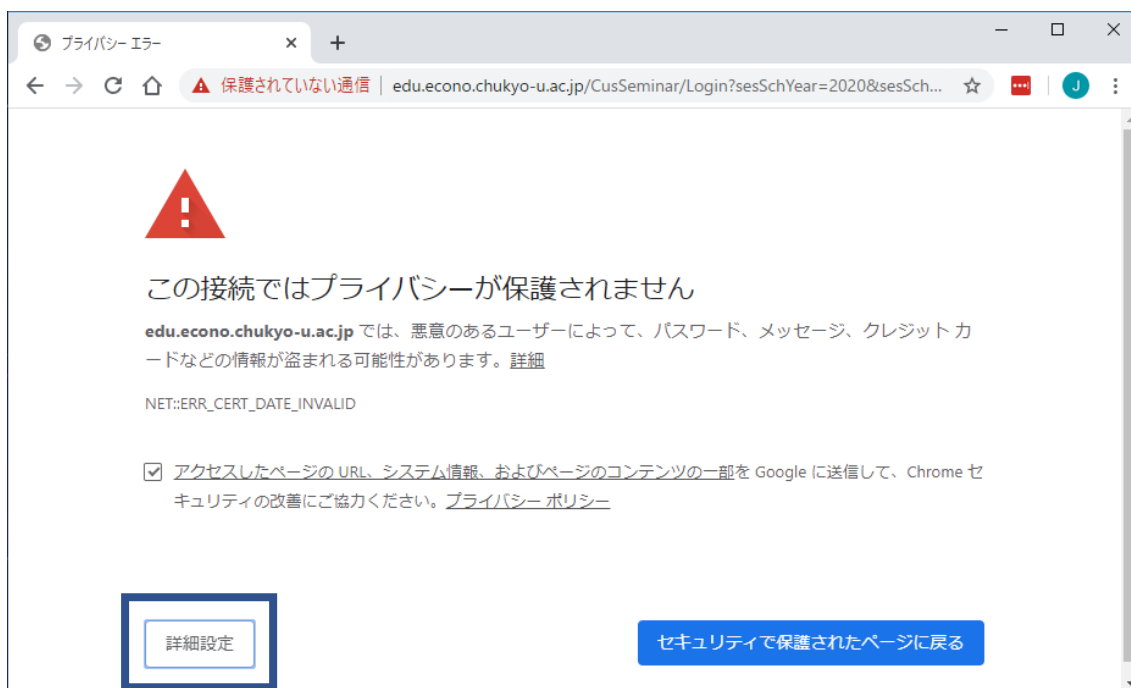 プライバシー エラー
保護されていない通信 | edu.econo.chukyo-u.ac.jp/CusSeminar/Login?sesSchYear=2020&sesSch...
J
この接続ではプライバシーが保護されません
edu.econo.chukyo-u.ac.jp では、悪意のあるユーザーによって、パスワード、メッセージ、クレジット カ
ードなどの情報が盗まれる可能性があります。詳細
NET::ERR_CERT_DATE_INVALID
アクセスしたページの URL、システム情報、およびページのコンテンツの一部を Google に送信して、Chrome セ
キュリティの改善にご協力ください。プライバシー ポリシー
詳細設定
セキュリティで保護されたページに戻る